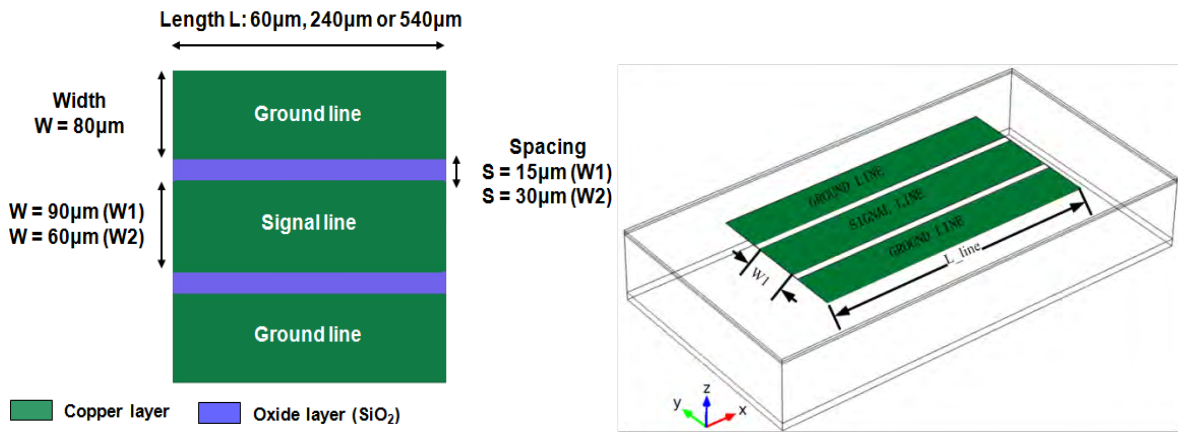 Length L: 60µm, 240µm or 540µm
Width
W = 80µm
Ground line
Spacing
S = 15µm (W1)
S = 30µm (W2)
W = 90µm (W1)
W = 60µm (W2)
Signal line
Ground line
Copper layer
Oxide layer (SiO₂)
GROUND LINE
SIGNAL LINE
GROUND LINE
W1
L_line
z
y
x